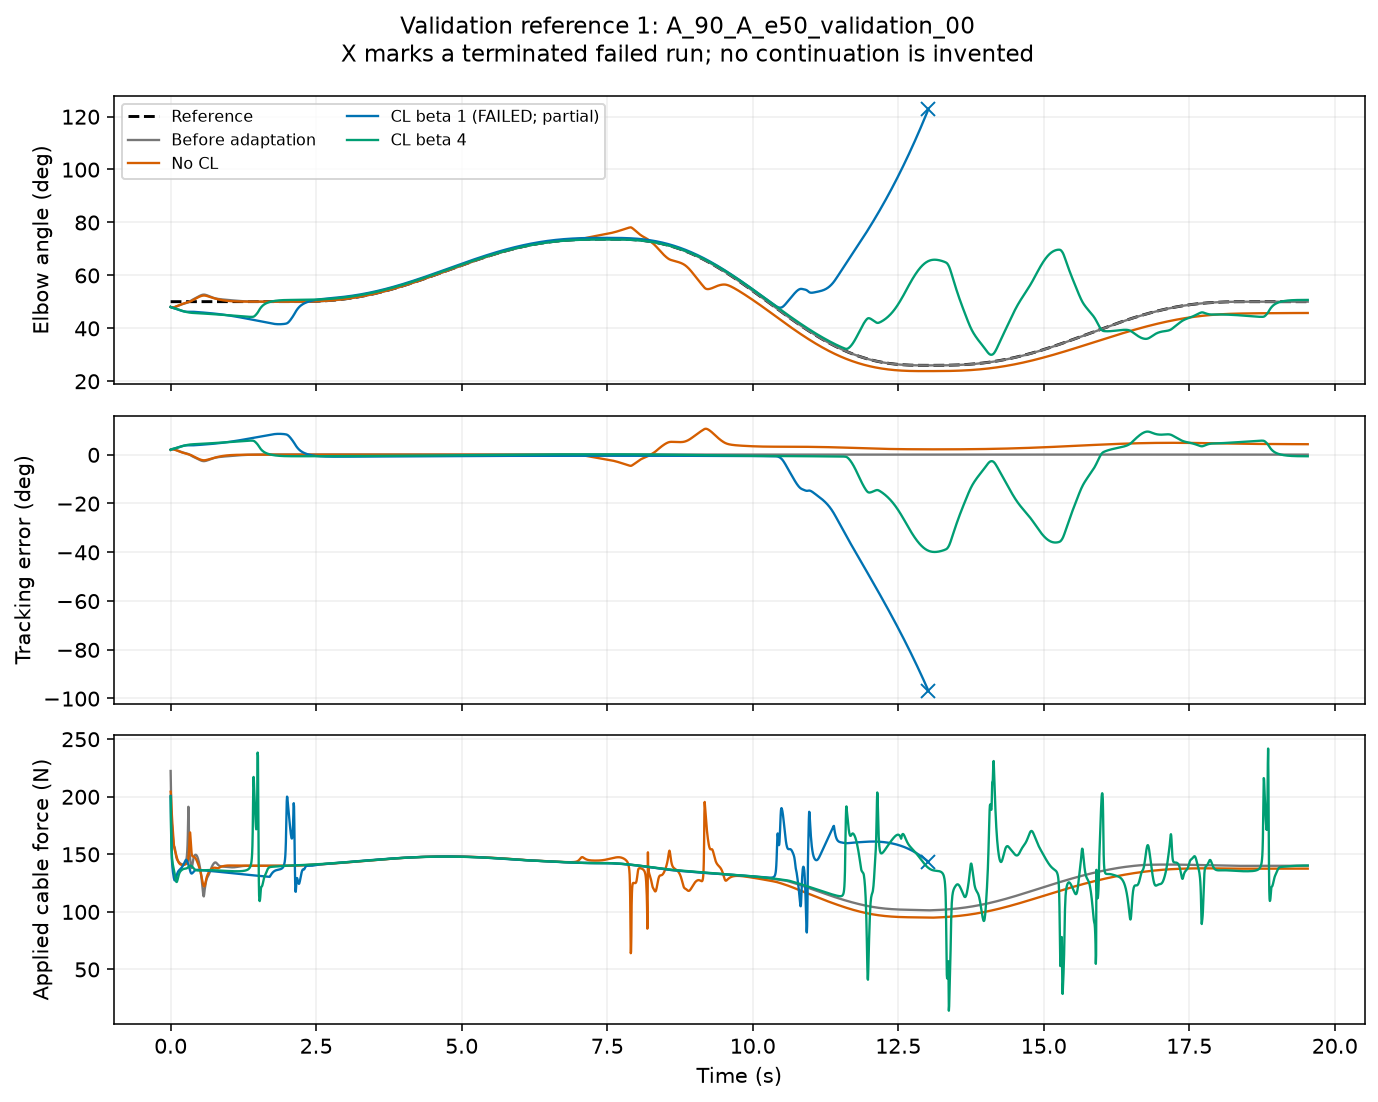 Validation reference 1: A_90_A_e50_validation_00
X marks a terminated failed run; no continuation is invented
Elbow angle (deg)
120
100
80
60
40
20
Reference
Before adaptation
No CL
CL beta 1 (FAILED; partial)
CL beta 4
Tracking error (deg)
0
−20
−40
−60
−80
−100
Applied cable force (N)
250
200
150
100
50
0.0 2.5 5.0 7.5 10.0 12.5 15.0 17.5 20.0
Time (s)